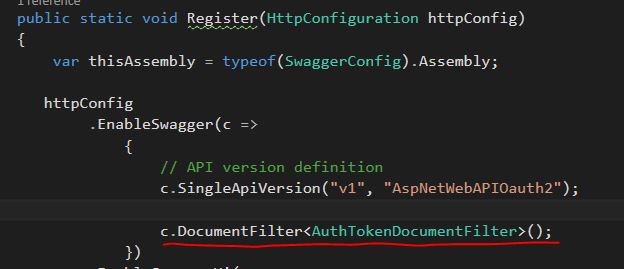 1 reference
public static void Register(HttpConfiguration httpConfig)
{
var thisAssembly = typeof(SwaggerConfig).Assembly;
httpConfig
.EnableSwagger(c =>
{
// API version definition
c.SingleApiVersion("v1", "AspNetWebAPIOauth2");
c.DocumentFilter<AuthTokenDocumentFilter>();
})